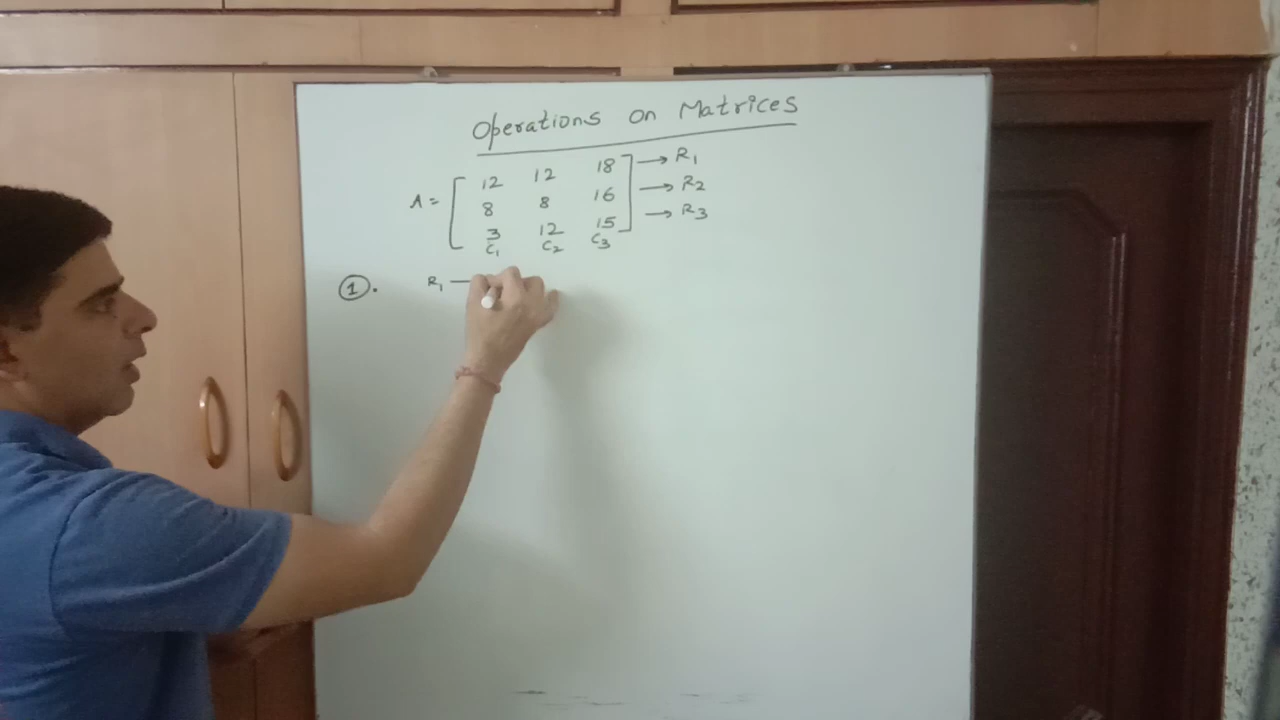 Operations on Matrices
A = [ 12 12 18 ] → R1
8 8 16 → R2
3 12 15 → R3
C1 C2 C3
①. R1 —